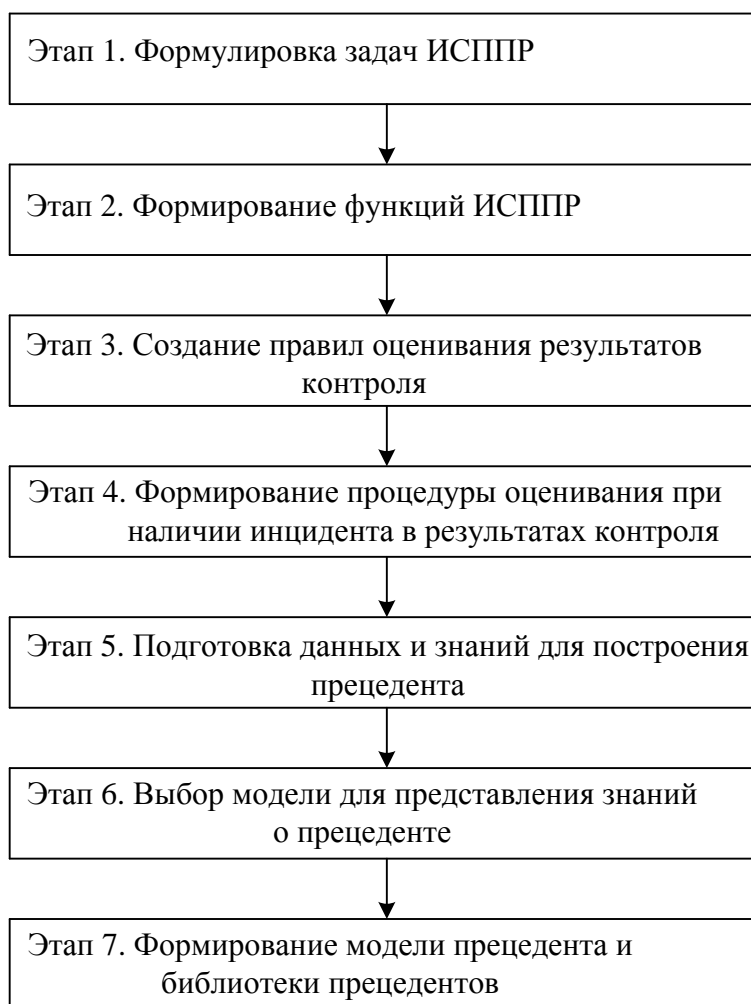 Этап 1. Формулировка задач ИСППР
Этап 2. Формирование функций ИСППР
Этап 3. Создание правил оценивания результатов
контроля
Этап 4. Формирование процедуры оценивания при
наличии инцидента в результатах контроля
Этап 5. Подготовка данных и знаний для построения
прецедента
Этап 6. Выбор модели для представления знаний
о прецеденте
Этап 7. Формирование модели прецедента и
библиотеки прецедентов